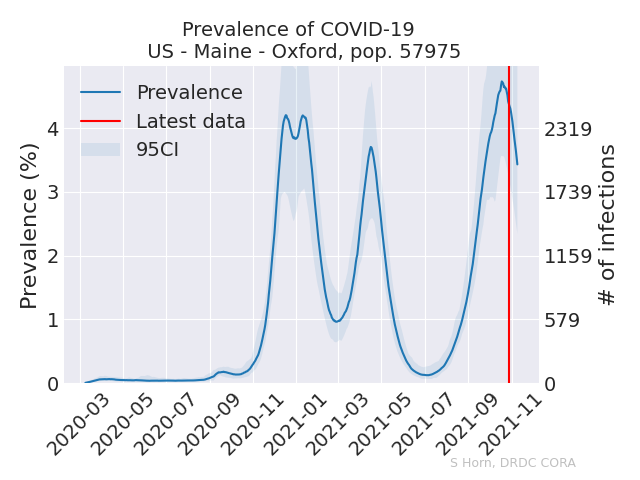 Prevalence of COVID-19
US - Maine - Oxford, pop. 57975
Prevalence
Latest data
95CI
Prevalence (%)
4
3
2
1
0
2319
1739
1159
579
0
# of infections
2020-03
2020-05
2020-07
2020-09
2020-11
2021-01
2021-03
2021-05
2021-07
2021-09
2021-11
S Horn, DRDC CORA